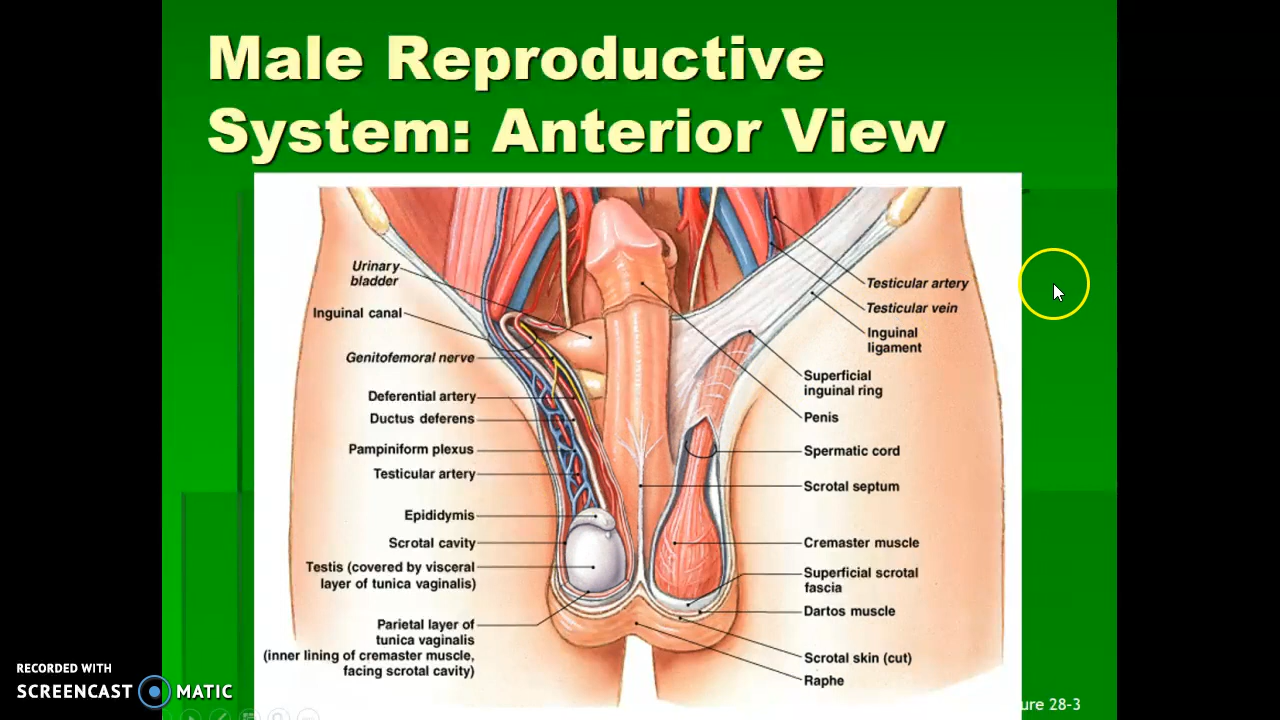 Male Reproductive
System: Anterior View
Urinary
bladder
Inguinal canal
Genitofemoral nerve
Deferential artery
Ductus deferens
Pampiniform plexus
Testicular artery
Epididymis
Scrotal cavity
Testis (covered by visceral
layer of tunica vaginalis)
Parietal layer of
tunica vaginalis
(inner lining of cremaster muscle,
facing scrotal cavity)
Testicular artery
Testicular vein
Inguinal
ligament
Superficial
inguinal ring
Penis
Spermatic cord
Scrotal septum
Cremaster muscle
Superficial scrotal
fascia
Dartos muscle
Scrotal skin (cut)
Raphe
28-3
RECORDED WITH
SCREENCAST MATIC